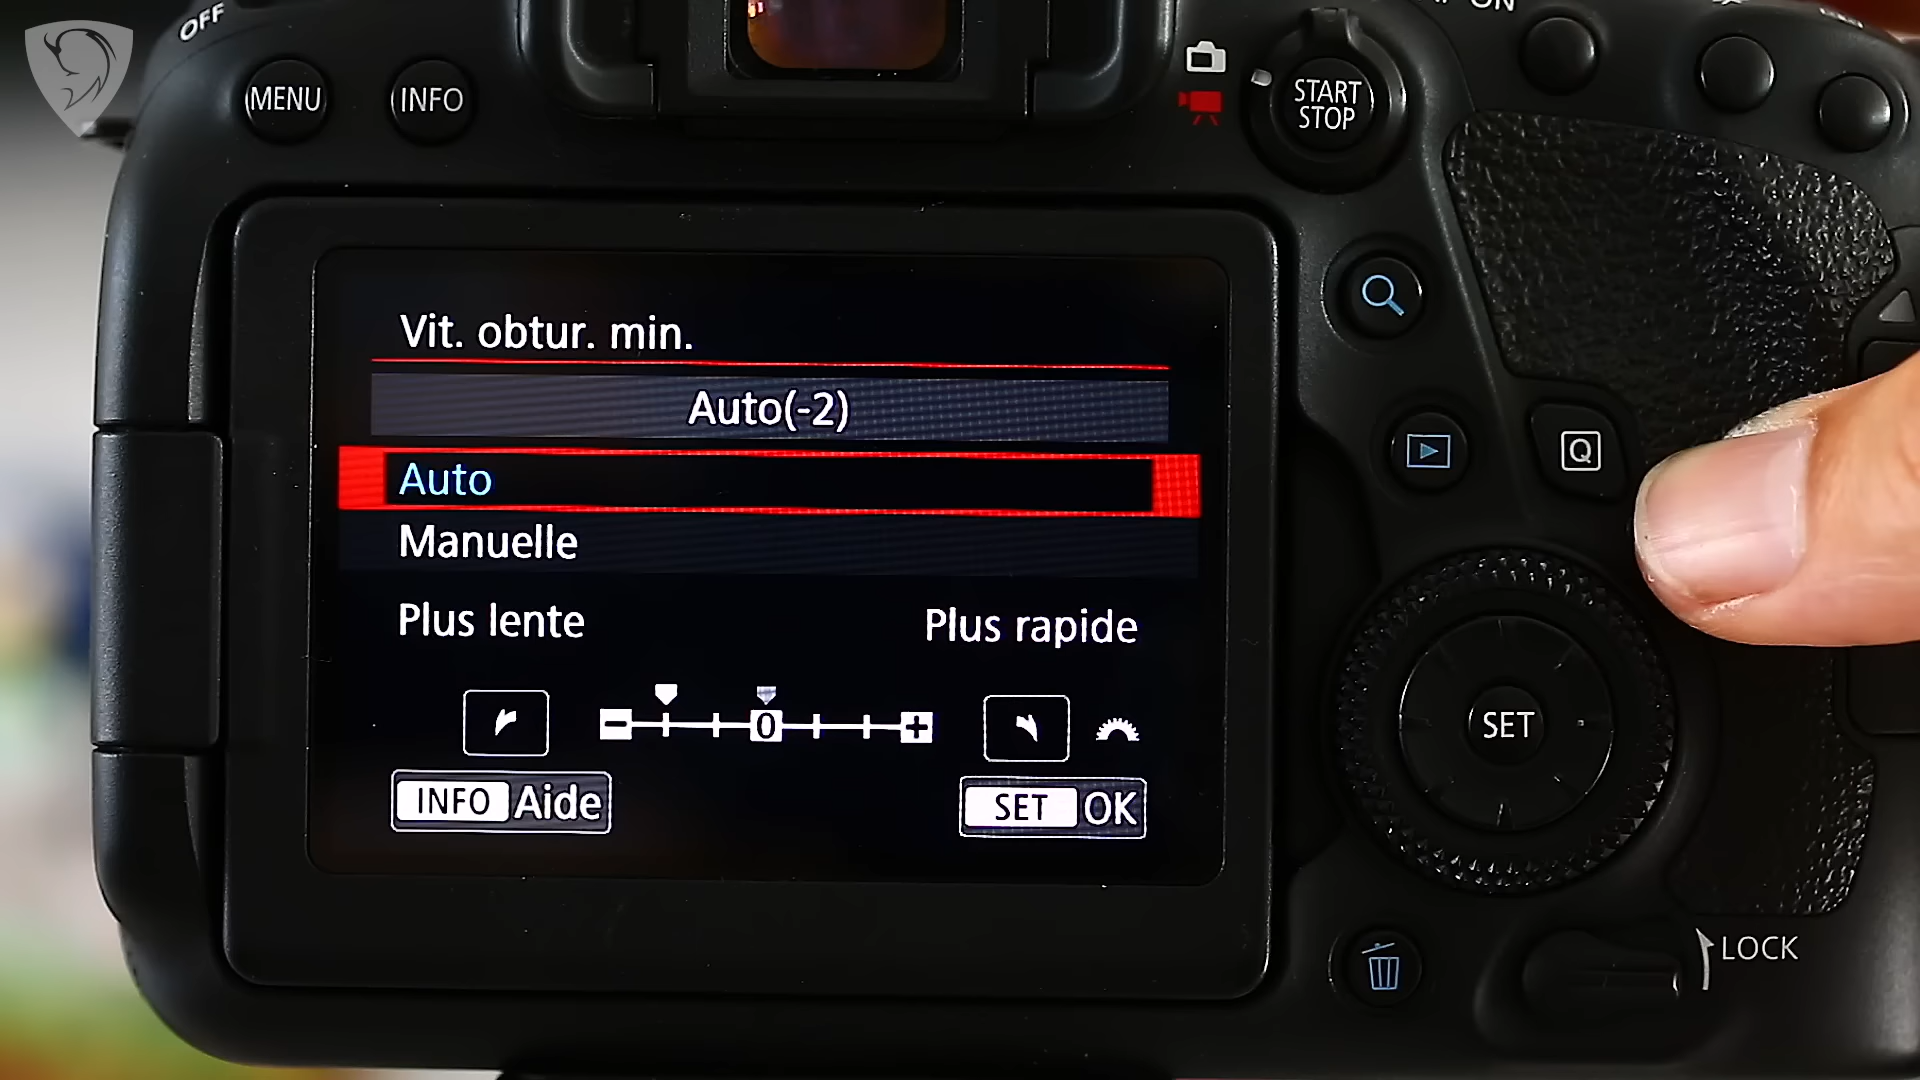 OFF
MENU
INFO
ON
START
STOP
Vit. obtur. min.
Auto(-2)
Auto
Manuelle
Q
Plus lente
Plus rapide
0
SET
INFO Aide
SET OK
LOCK